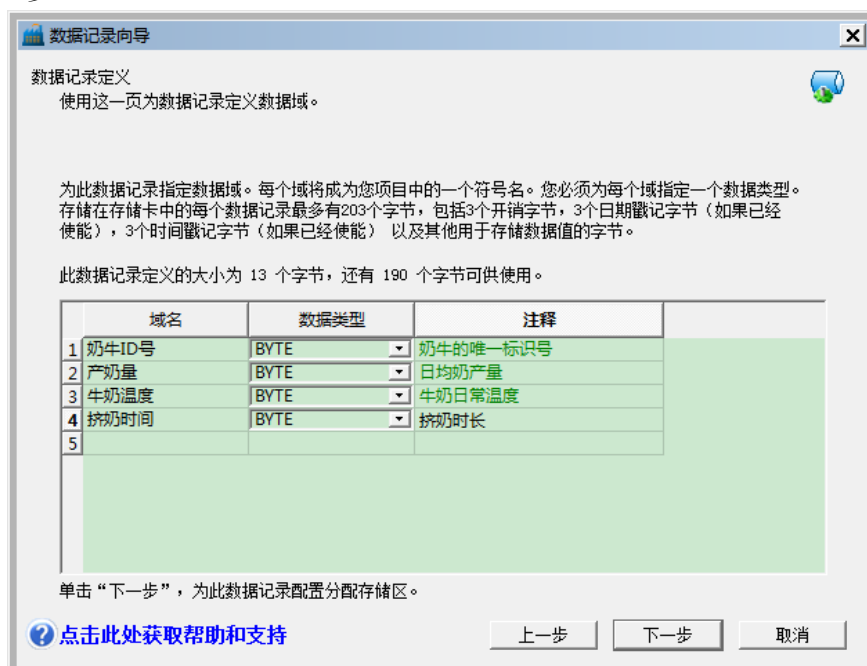 数据记录向导
数据记录定义
使用这一页为数据记录定义数据域。
为此数据记录指定数据域。每个域将成为您项目中的一个符号名。您必须为每个域指定一个数据类型。
存储在存储卡中的每个数据记录最多有203个字节，包括3个开销字节，3个日期戳记字节（如果已经
使能），3个时间戳记字节（如果已经使能） 以及其他用于存储数据值的字节。
此数据记录定义的大小为 13 个字节，还有 190 个字节可供使用。
域名 数据类型 注释
1 奶牛ID号 BYTE 奶牛的唯一标识号
2 产奶量 BYTE 日均奶产量
3 牛奶温度 BYTE 牛奶日常温度
4 挤奶时间 BYTE 挤奶时长
5
单击“下一步”，为此数据记录配置分配存储区。
点击此处获取帮助和支持 上一步 下一步 取消